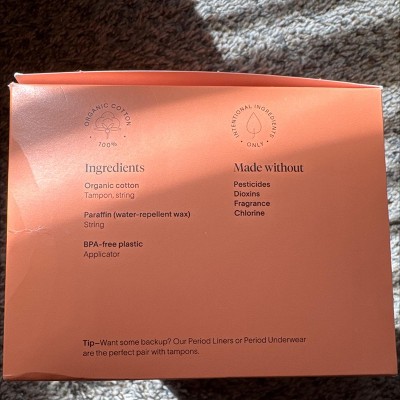 ORGANIC COTTON
100%
INTENTIONAL INGREDIENTS
ONLY
Ingredients
Organic cotton
Tampon, string
Paraffin (water-repellent wax)
String
BPA-free plastic
Applicator
Made without
Pesticides
Dioxins
Fragrance
Chlorine
Tip—Want some backup? Our Period Liners or Period Underwear
are the perfect pair with tampons.